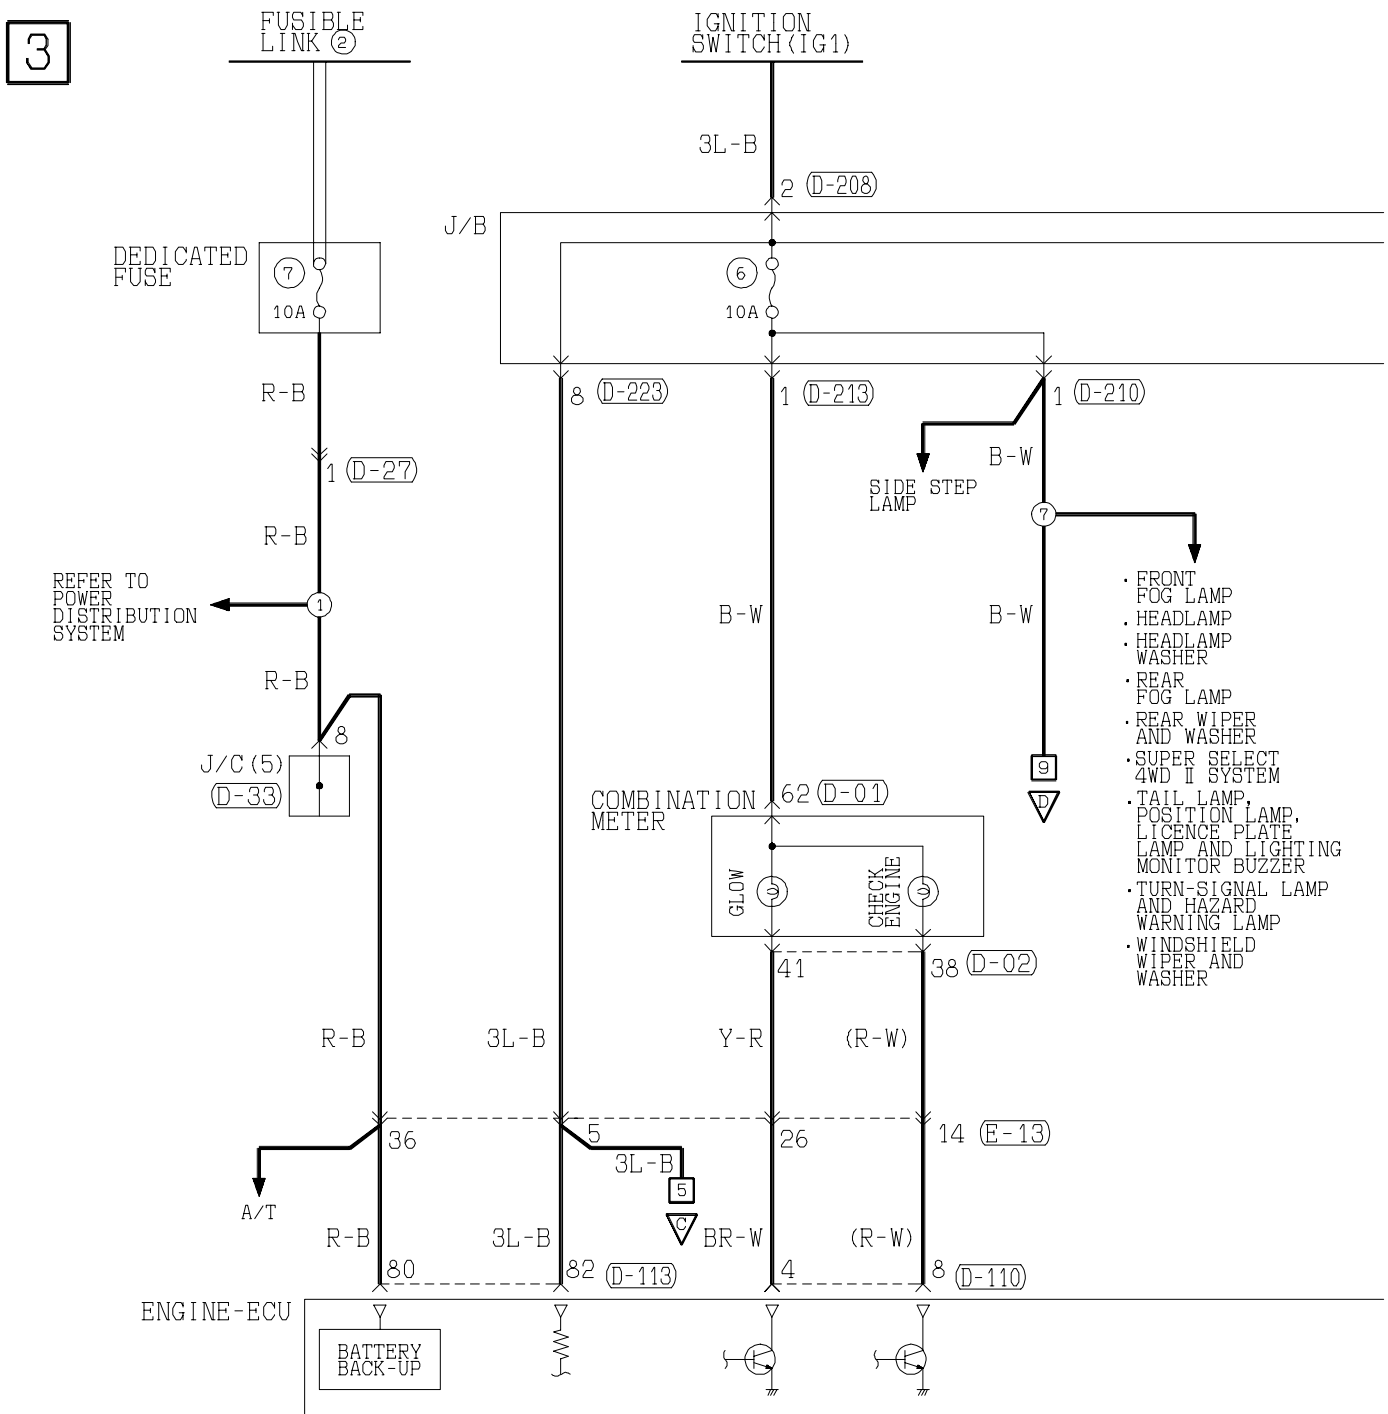 3
FUSIBLE
LINK ②
IGNITION
SWITCH(IG1)
3L-B
2 (D-208)
J/B
DEDICATED
FUSE
7
10A
6
10A
R-B
8 (D-223)
1 (D-213)
1 (D-210)
1 (D-27)
B-W
SIDE STEP
LAMP
7
R-B
REFER TO
POWER
DISTRIBUTION
SYSTEM
1
B-W
B-W
· FRONT
FOG LAMP
· HEADLAMP
· HEADLAMP
WASHER
· REAR
FOG LAMP
· REAR WIPER
AND WASHER
· SUPER SELECT
4WD Ⅱ SYSTEM
· TAIL LAMP,
POSITION LAMP,
LICENCE PLATE
LAMP AND LIGHTING
MONITOR BUZZER
· TURN-SIGNAL LAMP
AND HAZARD
WARNING LAMP
· WINDSHIELD
WIPER AND
WASHER
R-B
8
J/C(5)
(D-33)
9
D
COMBINATION
METER
62 (D-01)
GLOW
CHECK
ENGINE
41
38 (D-02)
R-B
3L-B
Y-R
(R-W)
36
5
26
14 (E-13)
3L-B
5
C
A/T
R-B
3L-B
BR-W
(R-W)
80
82 (D-113)
4
8 (D-110)
ENGINE-ECU
BATTERY
BACK-UP